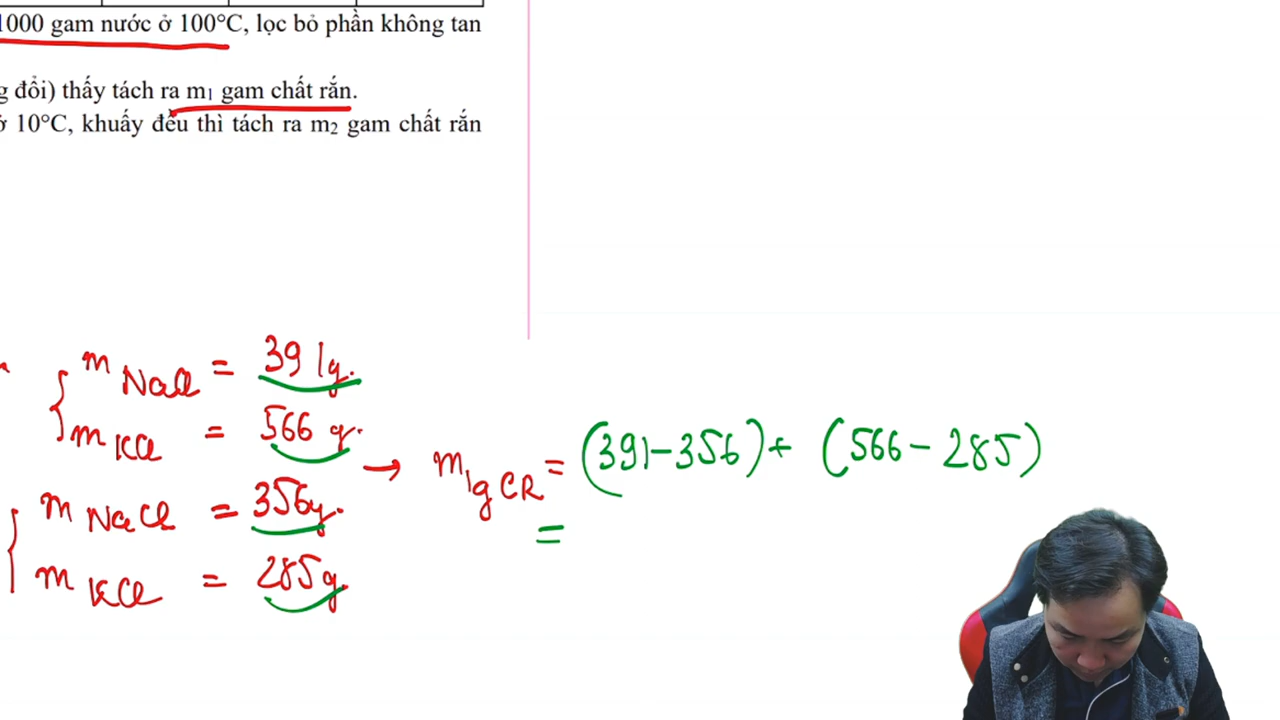 1000 gam nước ở 100°C, lọc bỏ phần không tan
g đổi) thấy tách ra m₁ gam chất rắn.
ở 10°C, khuấy đều thì tách ra m₂ gam chất rắn
m NaCl = 391g.
m KCl = 566 g.
m NaCl = 356g.
m KCl = 285g.
→ m₁g CR = (391-356)+ (566-285)
=